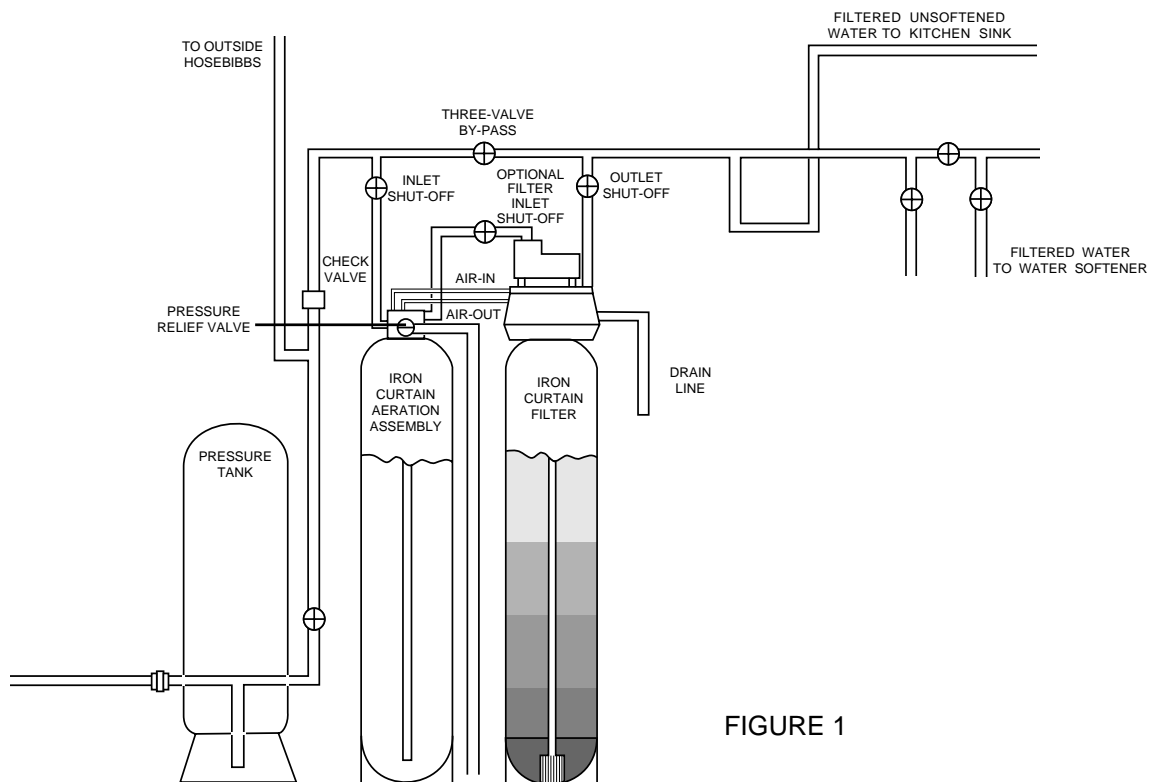 FILTERED UNSOFTENED
WATER TO KITCHEN SINK
TO OUTSIDE
HOSEBIBBS
THREE-VALVE
BY-PASS
INLET
SHUT-OFF
OPTIONAL
FILTER
INLET
SHUT-OFF
OUTLET
SHUT-OFF
FILTERED WATER
TO WATER SOFTENER
CHECK
VALVE
AIR-IN
AIR-OUT
PRESSURE
RELIEF VALVE
IRON
CURTAIN
AERATION
ASSEMBLY
IRON
CURTAIN
FILTER
DRAIN
LINE
PRESSURE
TANK
FIGURE 1